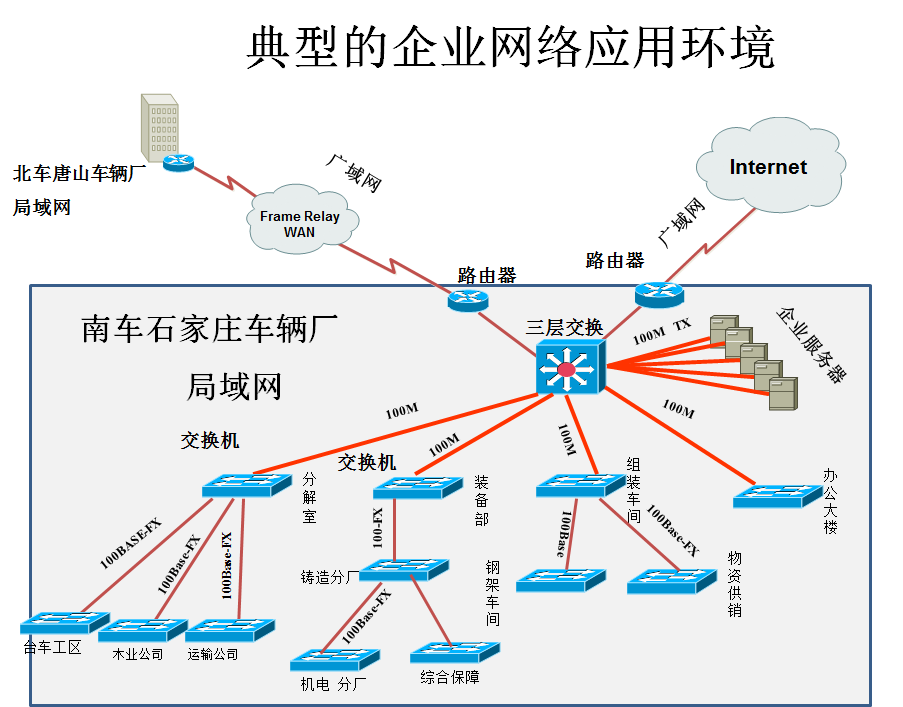 典型的企业网络应用环境
北车唐山车辆厂
局域网
广域网
Frame Relay
WAN
Internet
广域网
路由器
路由器
南车石家庄车辆厂
局域网
三层交换
100M TX
企业服务器
100M
100M
100M
100M
交换机
交换机
分解室
装备部
组装车间
办公大楼
100BASE-FX
100Base-FX
100Base-FX
100-FX
100Base
100Base-FX
铸造分厂
钢架车间
物资供销
100Base-FX
台车工区
木业公司
运输公司
机电 分厂
综合保障